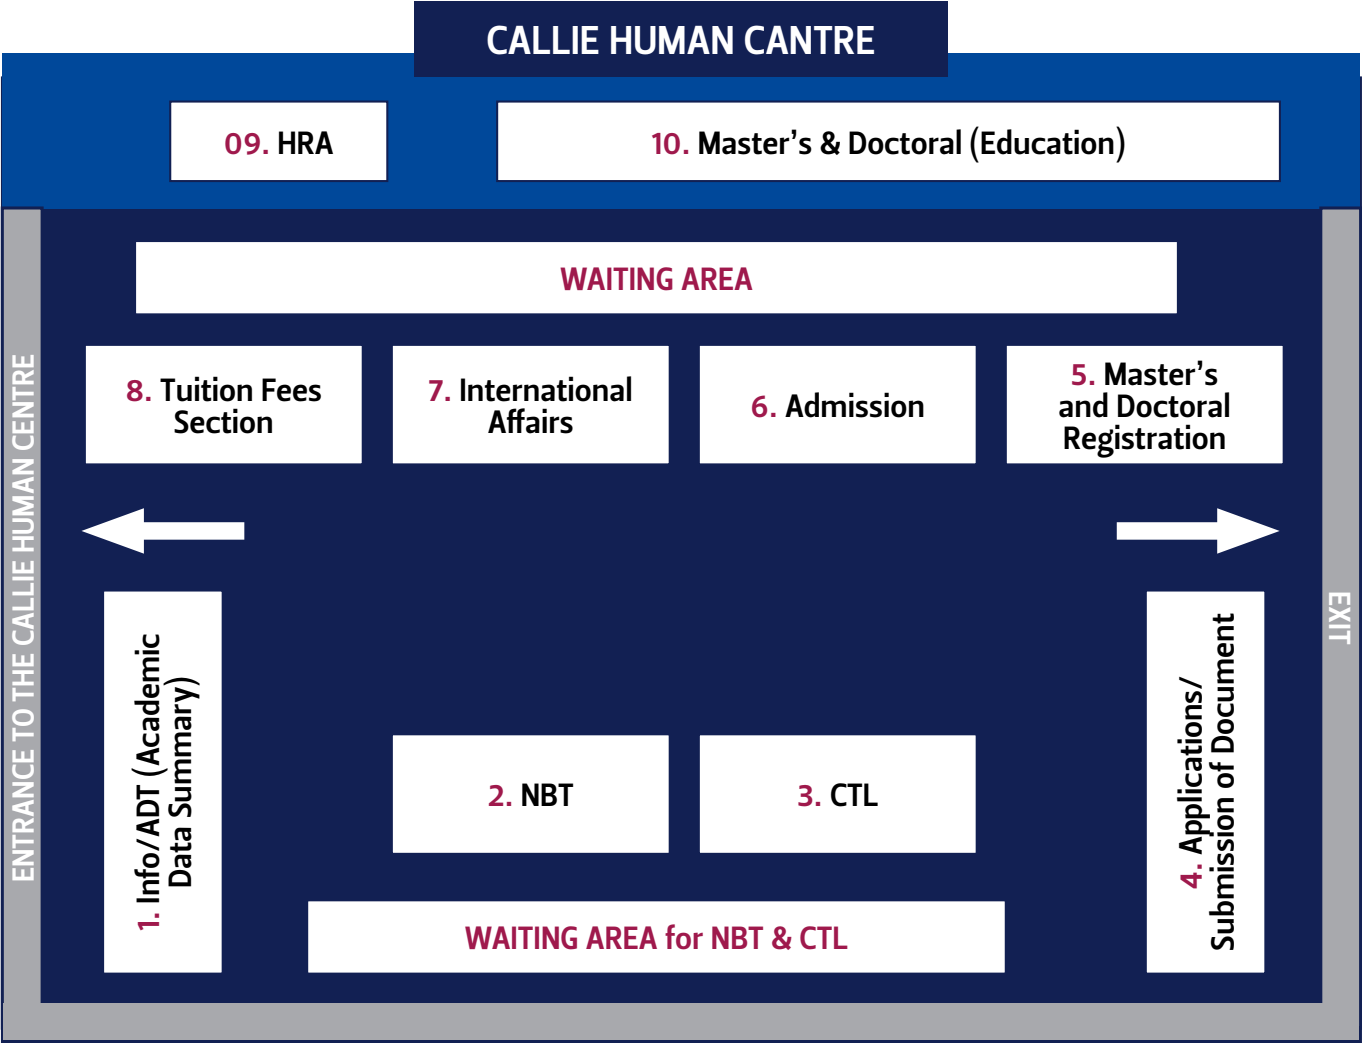 CALLIE HUMAN CANTRE
09. HRA
10. Master’s & Doctoral (Education)
WAITING AREA
8. Tuition Fees
Section
7. International
Affairs
6. Admission
5. Master’s
and Doctoral
Registration
ENTRANCE TO THE CALLIE HUMAN CENTRE
EXIT
1. Info/ADT (Academic
Data Summary)
2. NBT
3. CTL
4. Applications/
Submission of Document
WAITING AREA for NBT & CTL